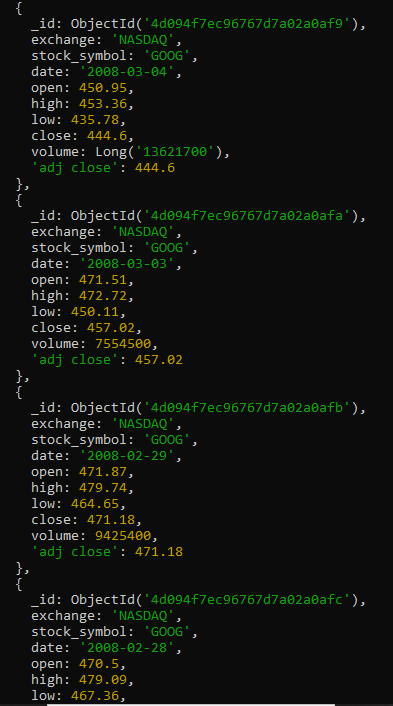 {
_id: ObjectId('4d094f7ec96767d7a02a0af9'),
exchange: 'NASDAQ',
stock_symbol: 'GOOG',
date: '2008-03-04',
open: 450.95,
high: 453.36,
low: 435.78,
close: 444.6,
volume: Long('13621700'),
'adj close': 444.6
},
{
_id: ObjectId('4d094f7ec96767d7a02a0afa'),
exchange: 'NASDAQ',
stock_symbol: 'GOOG',
date: '2008-03-03',
open: 471.51,
high: 472.72,
low: 450.11,
close: 457.02,
volume: 7554500,
'adj close': 457.02
},
{
_id: ObjectId('4d094f7ec96767d7a02a0afb'),
exchange: 'NASDAQ',
stock_symbol: 'GOOG',
date: '2008-02-29',
open: 471.87,
high: 479.74,
low: 464.65,
close: 471.18,
volume: 9425400,
'adj close': 471.18
},
{
_id: ObjectId('4d094f7ec96767d7a02a0afc'),
exchange: 'NASDAQ',
stock_symbol: 'GOOG',
date: '2008-02-28',
open: 470.5,
high: 479.09,
low: 467.36,